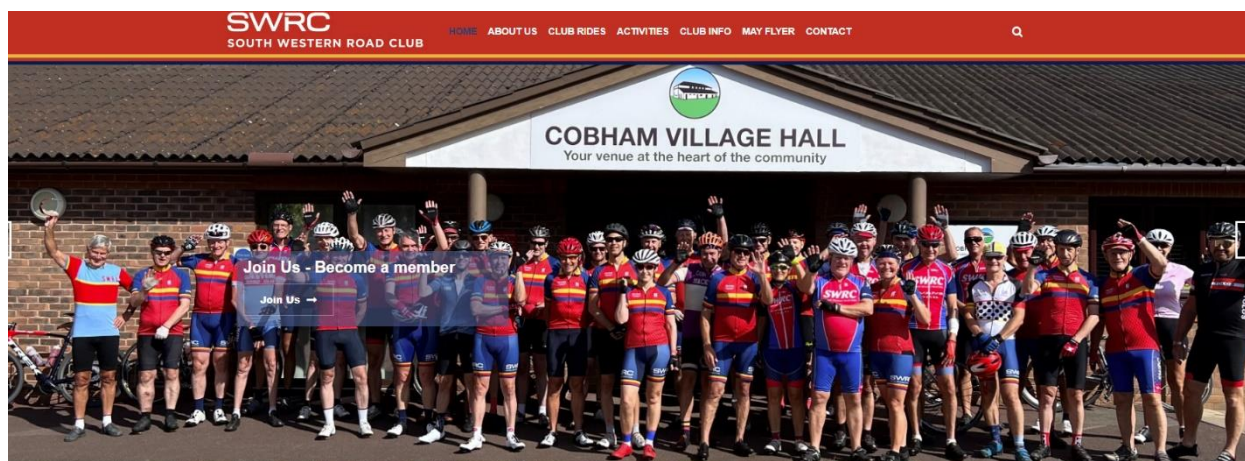 SWRC
SOUTH WESTERN ROAD CLUB
HOME ABOUT US CLUB RIDES ACTIVITIES CLUB INFO MAY FLYER CONTACT
COBHAM VILLAGE HALL
Your venue at the heart of the community
Join Us - Become a member
Join Us →
SWRC
SWRC